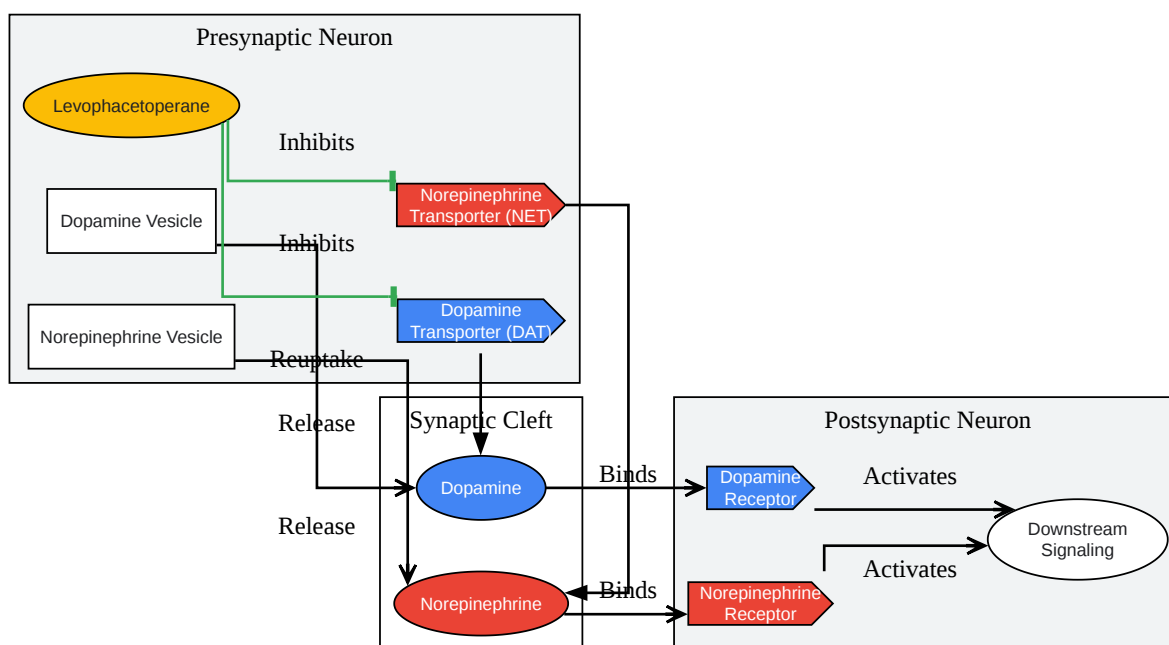 Presynaptic Neuron
Levophacetoperane
Inhibits
Norepinephrine
Transporter (NET)
Dopamine Vesicle
Inhibits
Dopamine
Transporter (DAT)
Norepinephrine Vesicle
Reuptake
Release
Synaptic Cleft
Postsynaptic Neuron
Dopamine
Binds
Dopamine
Receptor
Activates
Release
Downstream
Signaling
Activates
Norepinephrine
Binds
Norepinephrine
Receptor